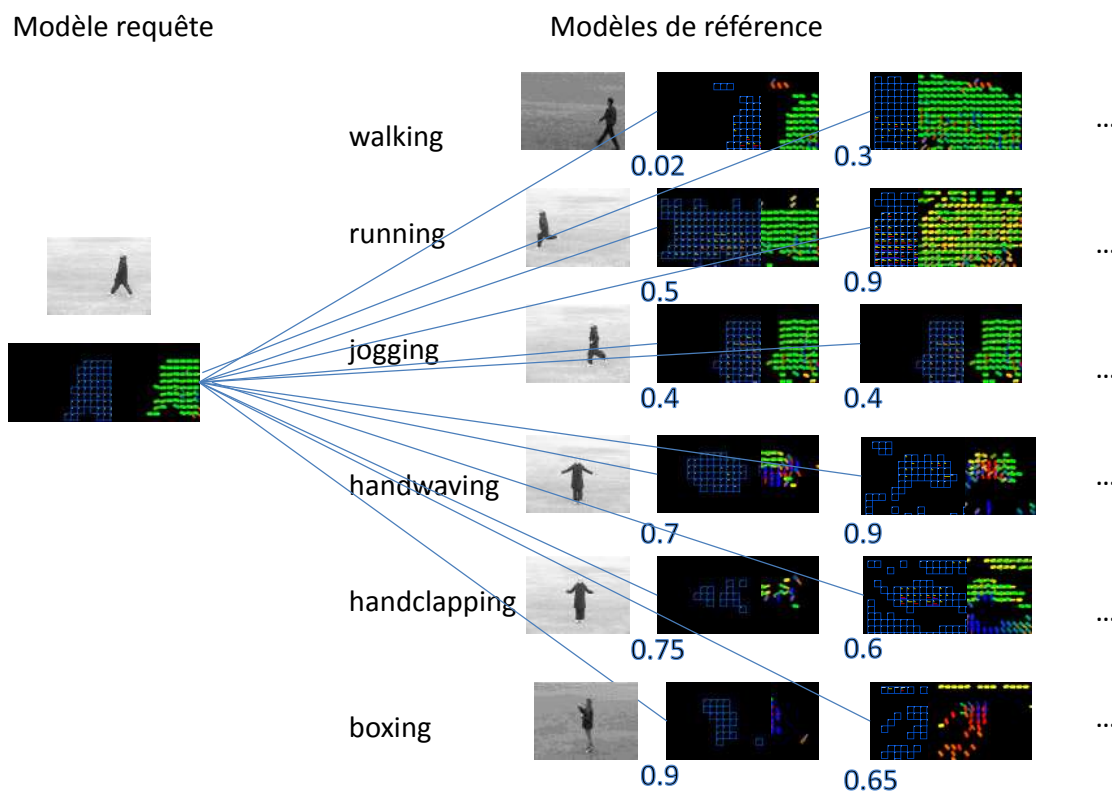 Modèle requête
Modèles de référence
walking
...
0.02
0.3
running
...
0.5
0.9
jogging
...
0.4
0.4
handwaving
...
0.7
0.9
handclapping
...
0.75
0.6
boxing
...
0.9
0.65